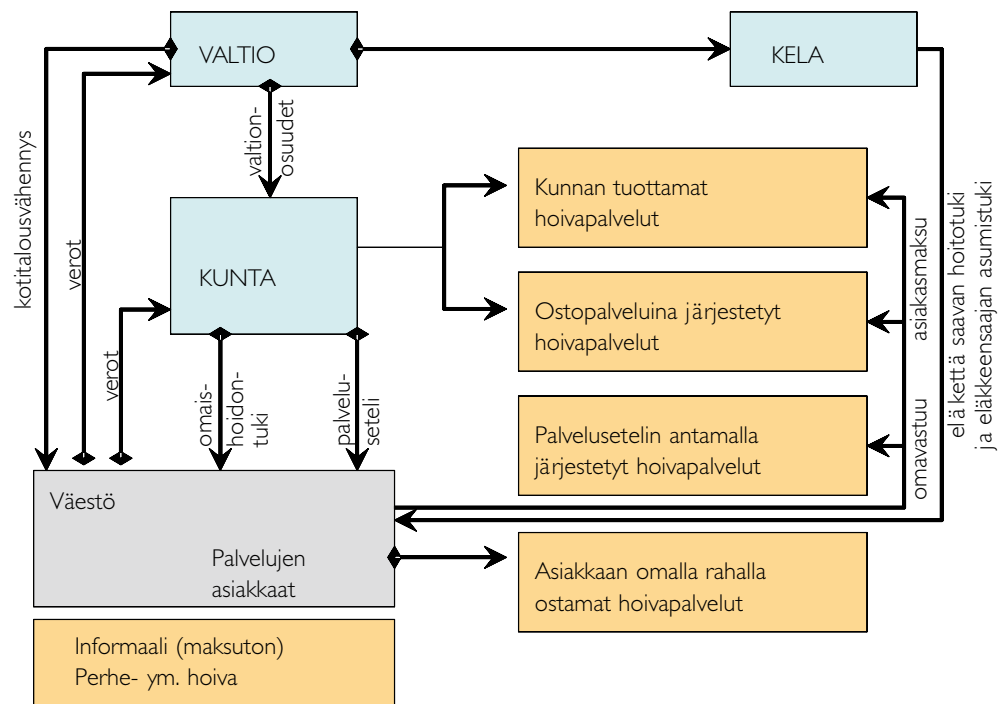 VALTIO
KELA
kotitalousvähennys
verot
valtion-
osuudet
Kunnan tuottamat
hoivapalvelut
KUNTA
asiakasmaksu
eläkettä saavan hoitotuki
ja eläkkeensaajan asumistuki
Ostopalveluina järjestetyt
hoivapalvelut
verot
omais-
hoidon-
tuki
palvelu-
seteli
Palvelusetelin antamalla
järjestetyt hoivapalvelut
omavastuu
Väestö
Palvelujen
asiakkaat
Asiakkaan omalla rahalla
ostamat hoivapalvelut
Informaali (maksuton)
Perhe- ym. hoiva